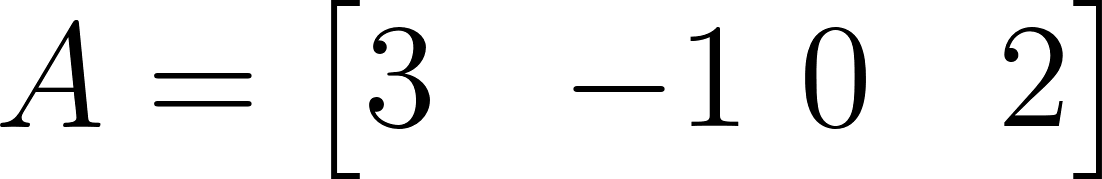 A = [3 −1 0 2]